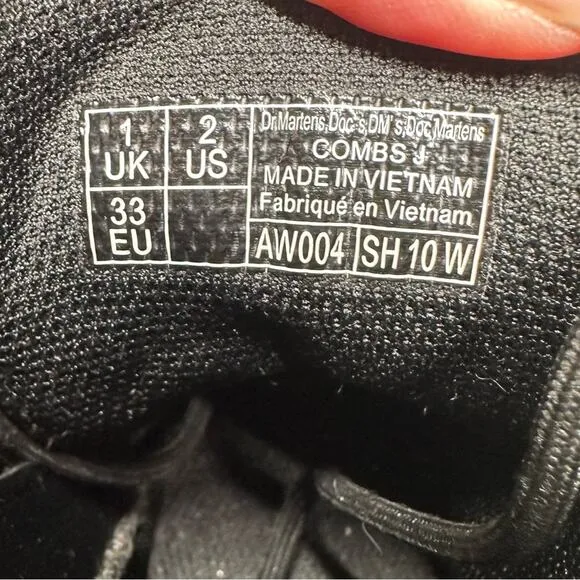 1
UK
2
US
33
EU
Dr.Martens,Doc's,DM's,Doc Martens
COMBS J
MADE IN VIETNAM
Fabriqué en Vietnam
AW004
SH 10 W